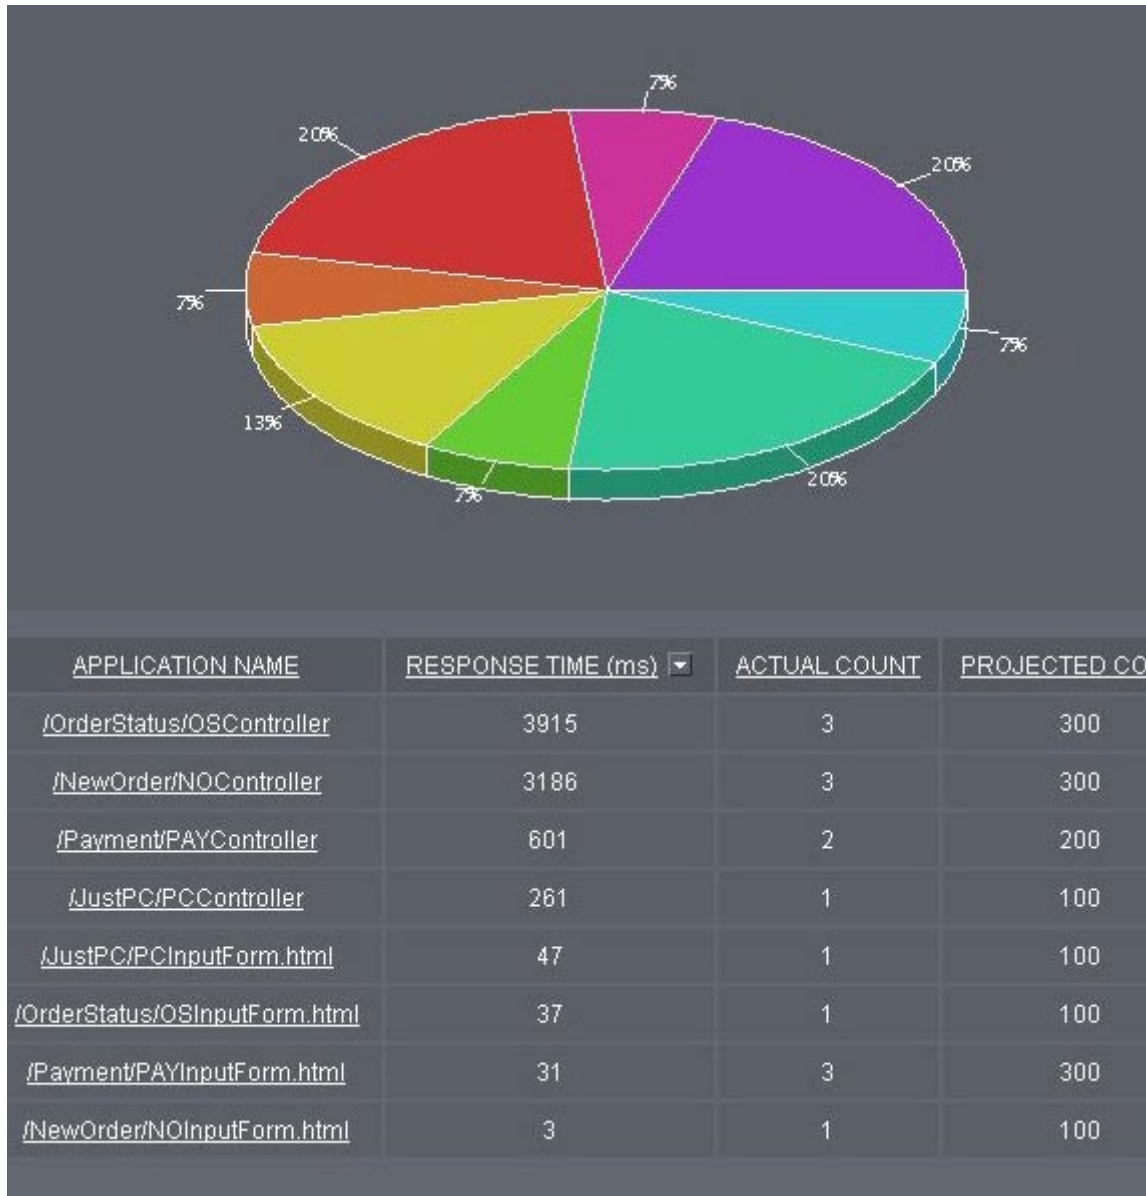 7%
20%
20%
7%
7%
13%
20%
7%
APPLICATION NAME RESPONSE TIME (ms) ACTUAL COUNT PROJECTED CO
/OrderStatus/OSController 3915 3 300
/NewOrder/NOController 3186 3 300
/Payment/PAYController 601 2 200
/JustPC/PCController 261 1 100
/JustPC/PCInputForm.html 47 1 100
/OrderStatus/OSInputForm.html 37 1 100
/Payment/PAYInputForm.html 31 3 300
/NewOrder/NOInputForm.html 3 1 100